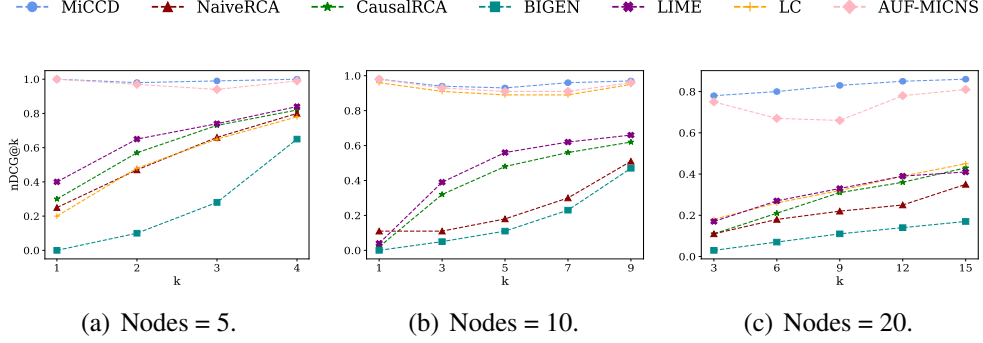 MiCCD NaiveRCA CausalRCA BIGEN LIME LC AUF-MICNS
nDCG@k
1.0
0.8
0.6
0.4
0.2
0.0
1 2 3 4
k
1.0
0.8
0.6
0.4
0.2
0.0
1 3 5 7 9
k
0.8
0.6
0.4
0.2
0.0
3 6 9 12 15
k
(a) Nodes = 5.
(b) Nodes = 10.
(c) Nodes = 20.